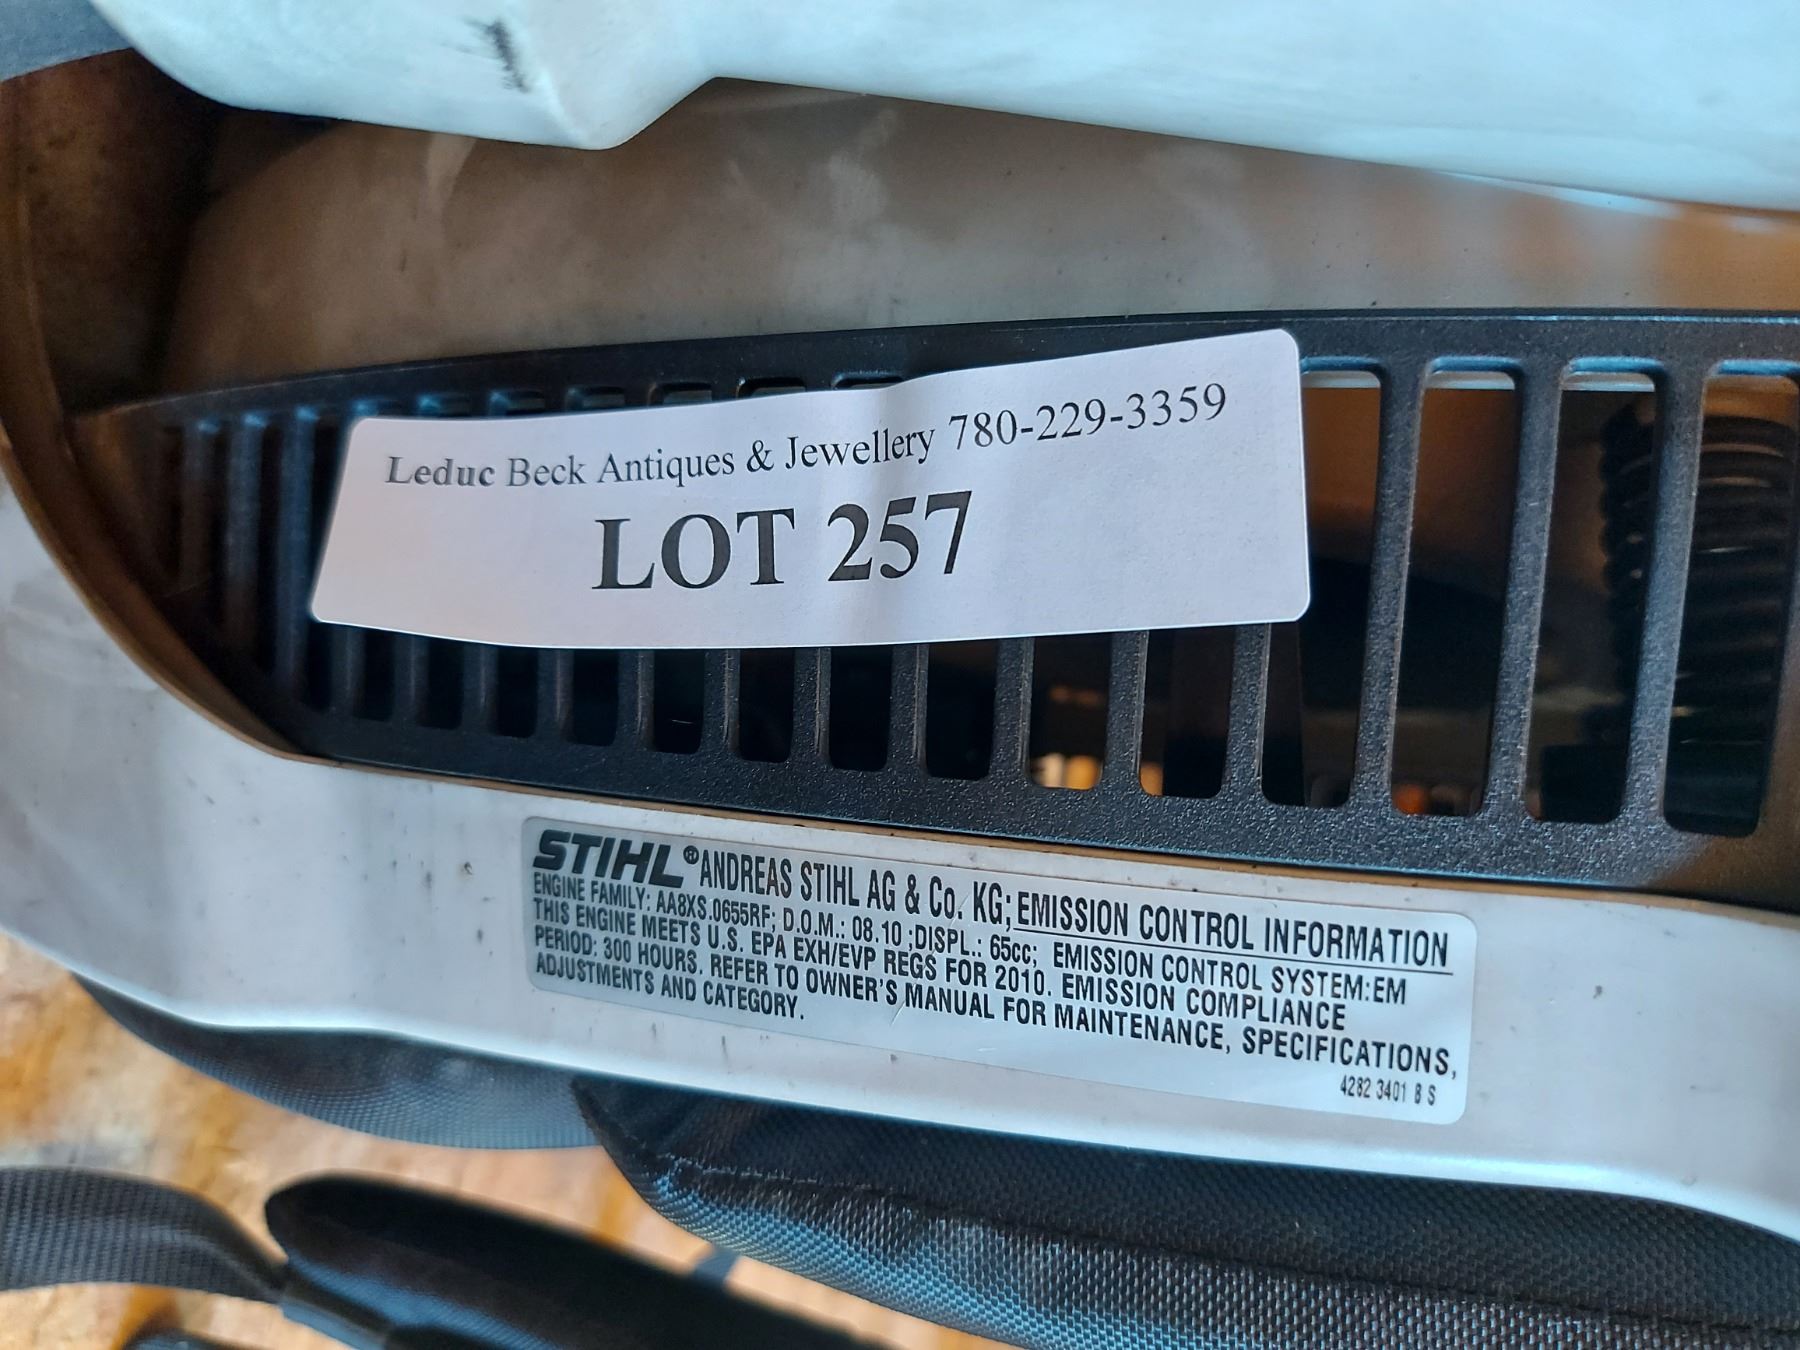 Leduc Beck Antiques & Jewellery 780-229-3359
LOT 257
STIHL® ANDREAS STIHL AG & Co. KG; EMISSION CONTROL INFORMATION
ENGINE FAMILY: AA8XS.0655RF; D.O.M.: 08.10 ;DISPL.: 65cc; EMISSION CONTROL SYSTEM:EM
THIS ENGINE MEETS U.S. EPA EXH/EVP REGS FOR 2010. EMISSION COMPLIANCE
PERIOD: 300 HOURS. REFER TO OWNER'S MANUAL FOR MAINTENANCE, SPECIFICATIONS,
ADJUSTMENTS AND CATEGORY.
4282 3401 B S